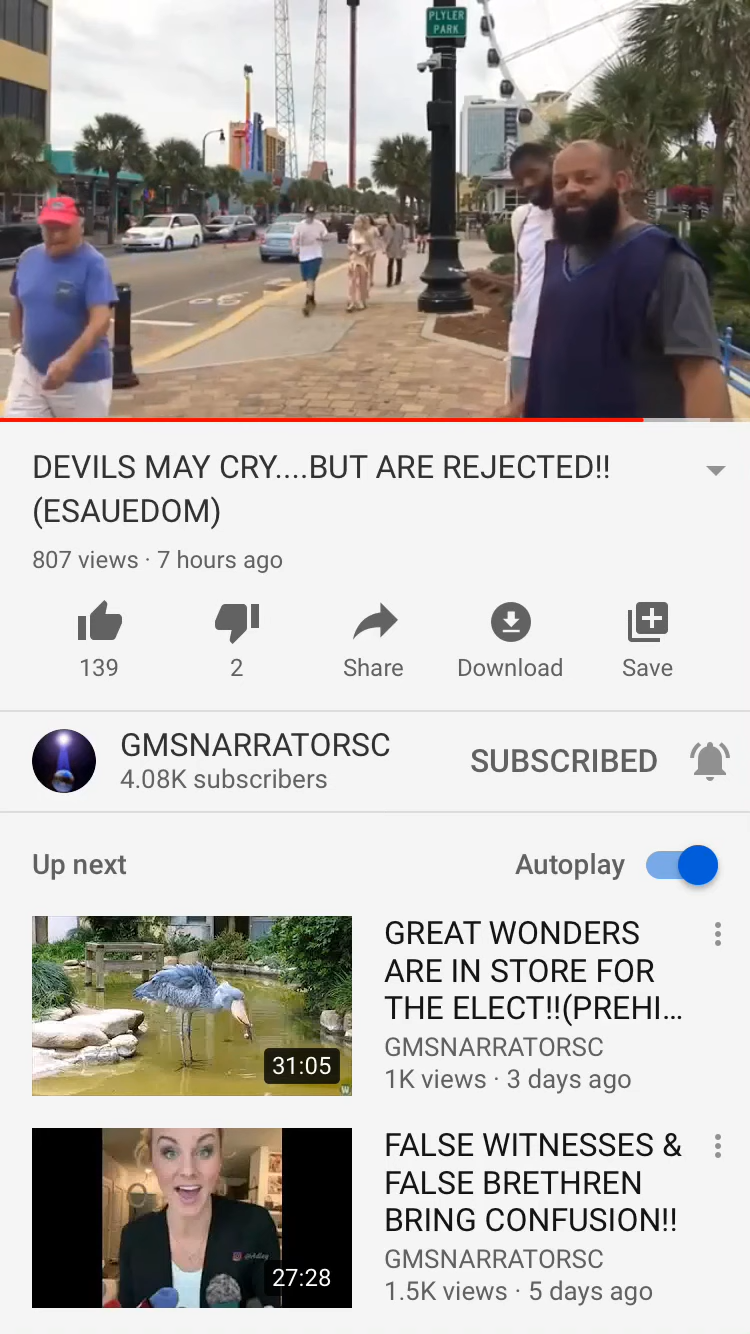 PLYLER
PARK
DEVILS MAY CRY....BUT ARE REJECTED!!
(ESAUEDOM)
807 views · 7 hours ago
139
2
Share
Download
Save
GMSNARRATORSC
4.08K subscribers
SUBSCRIBED
Up next
Autoplay
31:05
W
GREAT WONDERS
ARE IN STORE FOR
THE ELECT!!(PREHI...
GMSNARRATORSC
1K views · 3 days ago
27:28
FALSE WITNESSES &
FALSE BRETHREN
BRING CONFUSION!!
GMSNARRATORSC
1.5K views · 5 days ago